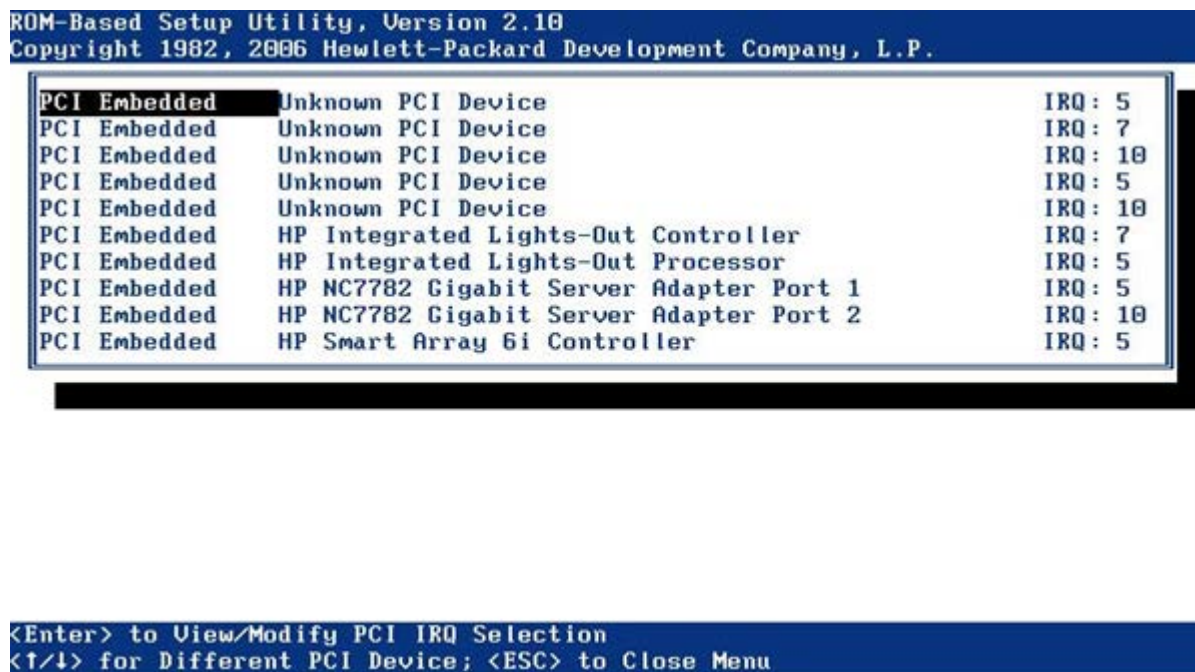 ROM-Based Setup Utility, Version 2.10
Copyright 1982, 2006 Hewlett-Packard Development Company, L.P.
PCI Embedded Unknown PCI Device IRQ: 5
PCI Embedded Unknown PCI Device IRQ: 7
PCI Embedded Unknown PCI Device IRQ: 10
PCI Embedded Unknown PCI Device IRQ: 5
PCI Embedded Unknown PCI Device IRQ: 10
PCI Embedded HP Integrated Lights-Out Controller IRQ: 7
PCI Embedded HP Integrated Lights-Out Processor IRQ: 5
PCI Embedded HP NC7782 Gigabit Server Adapter Port 1 IRQ: 5
PCI Embedded HP NC7782 Gigabit Server Adapter Port 2 IRQ: 10
PCI Embedded HP Smart Array 6i Controller IRQ: 5
<Enter> to View/Modify PCI IRQ Selection
<↑/↓> for Different PCI Device; <ESC> to Close Menu